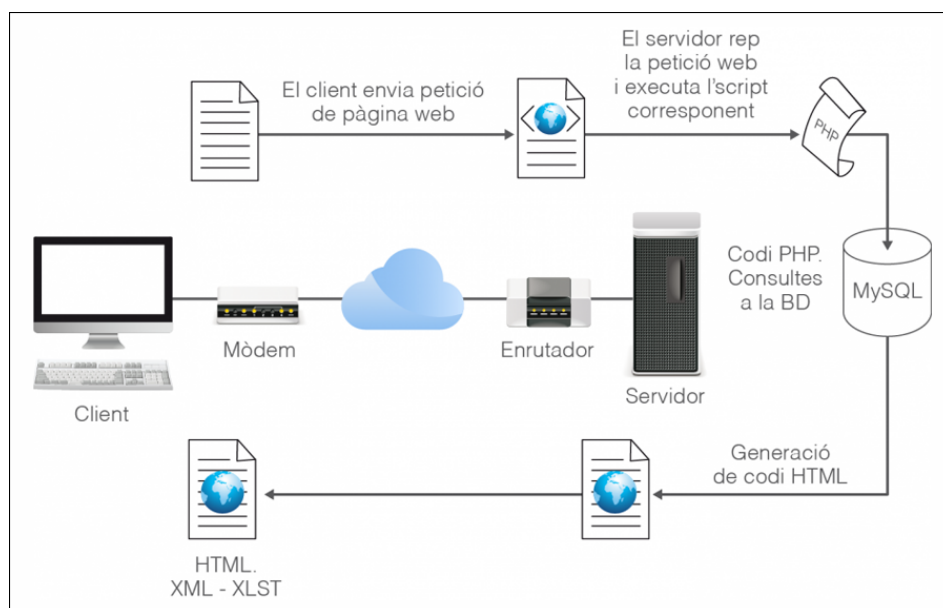 El client envia petició
de pàgina web
El servidor rep
la petició web
i executa l'script
corresponent
PHP
Codi PHP.
Consultes
a la BD
MySQL
Mòdem
Enrutador
Servidor
Client
Generació
de codi HTML
HTML.
XML - XLST